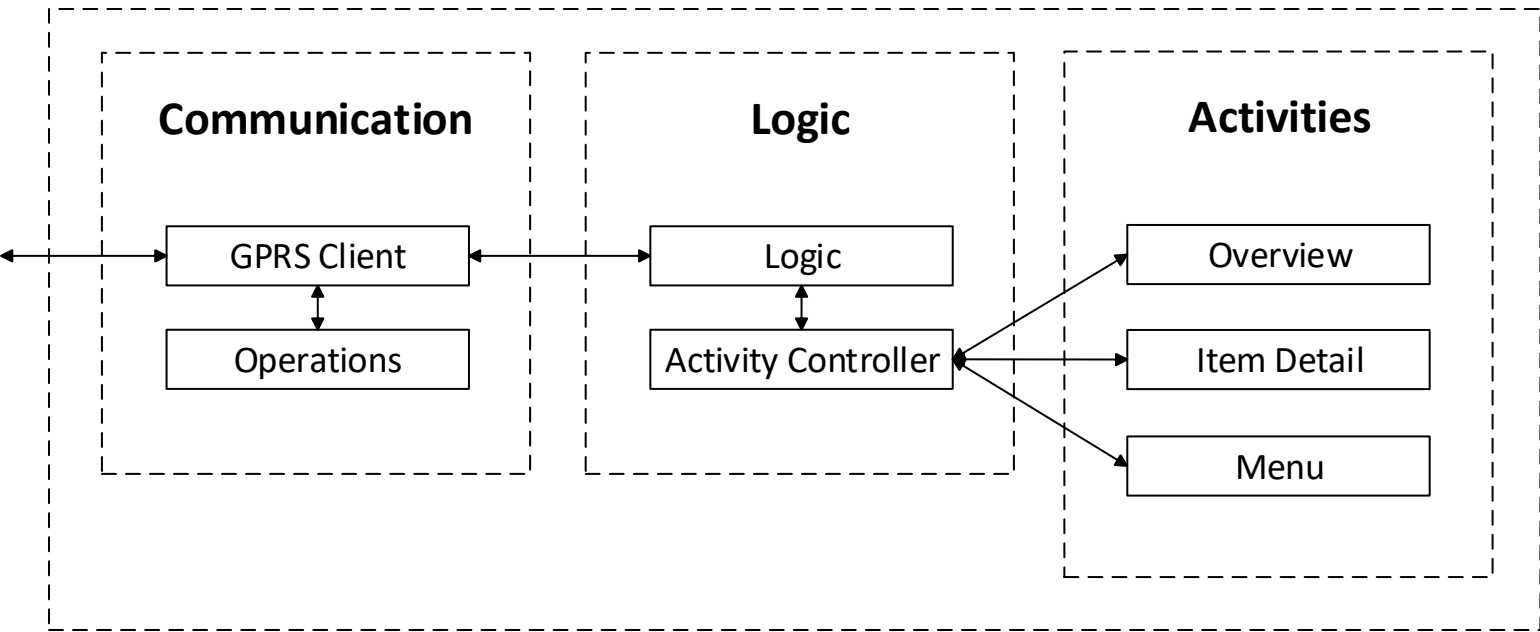 Communication
GPRS Client
Operations
Logic
Logic
Activity Controller
Activities
Overview
Item Detail
Menu